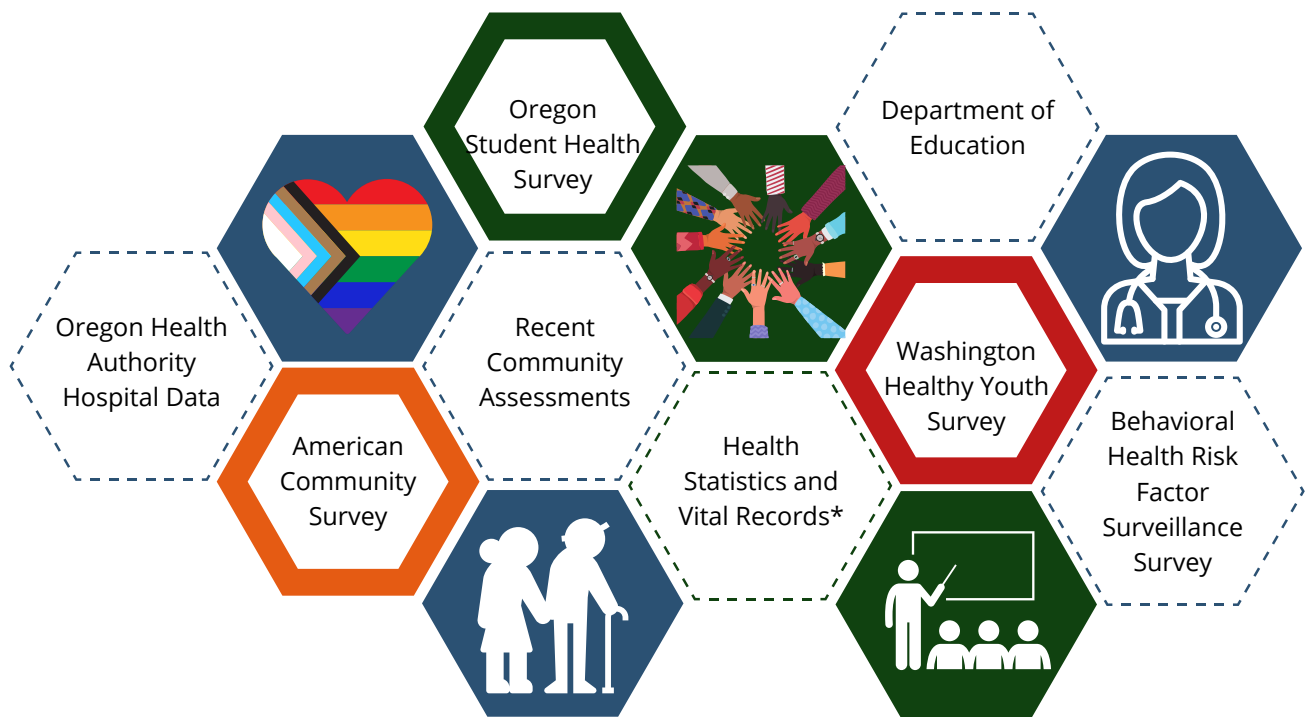 Oregon
Student Health
Survey
Department of
Education
Oregon Health
Authority
Hospital Data
Recent
Community
Assessments
Washington
Healthy Youth
Survey
American
Community
Survey
Health
Statistics and
Vital Records*
Behavioral
Health Risk
Factor
Surveillance
Survey